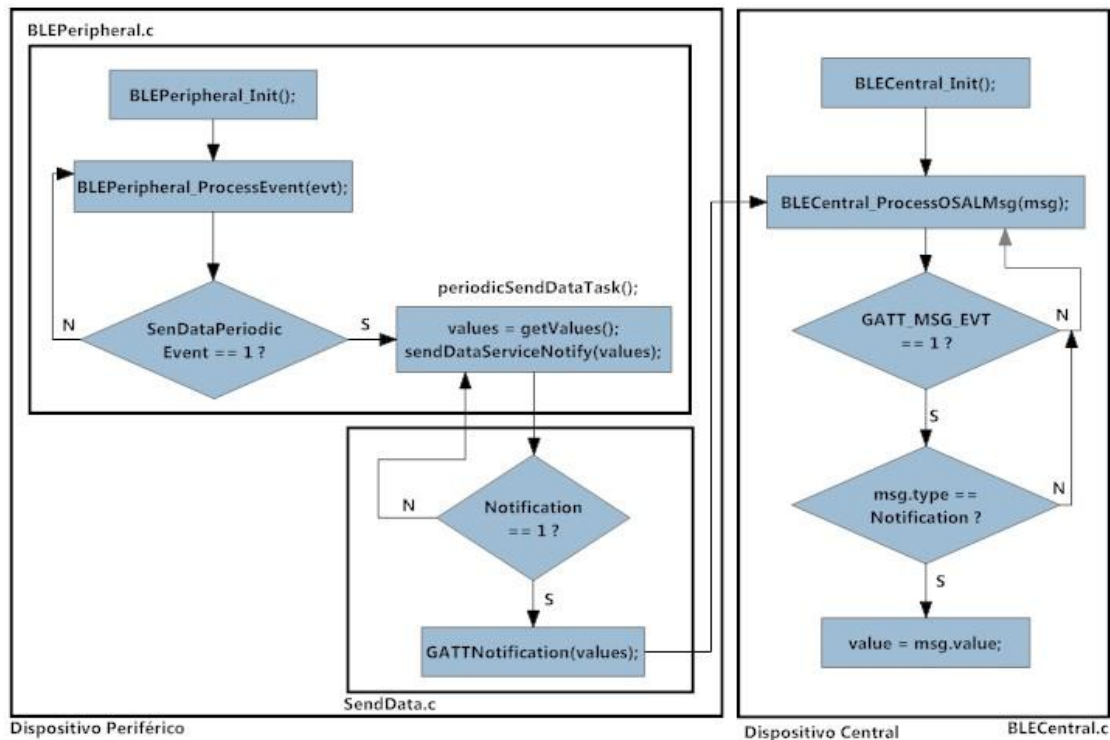 BLEPeripheral.c
BLEPeripheral_Init();
BLEPeripheral_ProcessEvent(evt);
SenDataPeriodic
Event == 1 ?
N
S
periodicSendDataTask();
values = getValues();
sendDataServiceNotify(values);
Notification
== 1 ?
N
S
GATTNotification(values);
SendData.c
Dispositivo Periférico
BLECentral_Init();
BLECentral_ProcessOSALMsg(msg);
GATT_MSG_EVT
== 1 ?
N
S
msg.type ==
Notification ?
N
S
value = msg.value;
Dispositivo Central
BLECentral.c